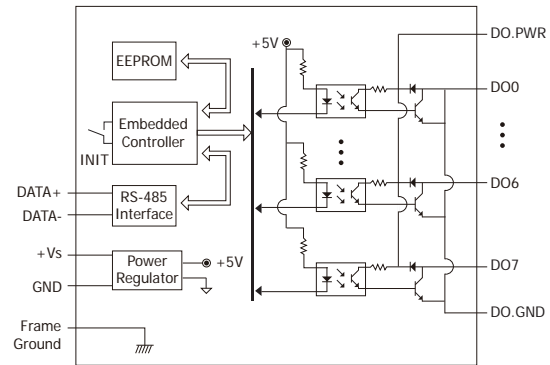 DO.PWR
+5V
EEPROM
DO0
Embedded
Controller
INIT
DATA+
RS-485
Interface
DATA-
DO6
+Vs
Power
Regulator
+5V
DO7
GND
DO.GND
Frame
Ground